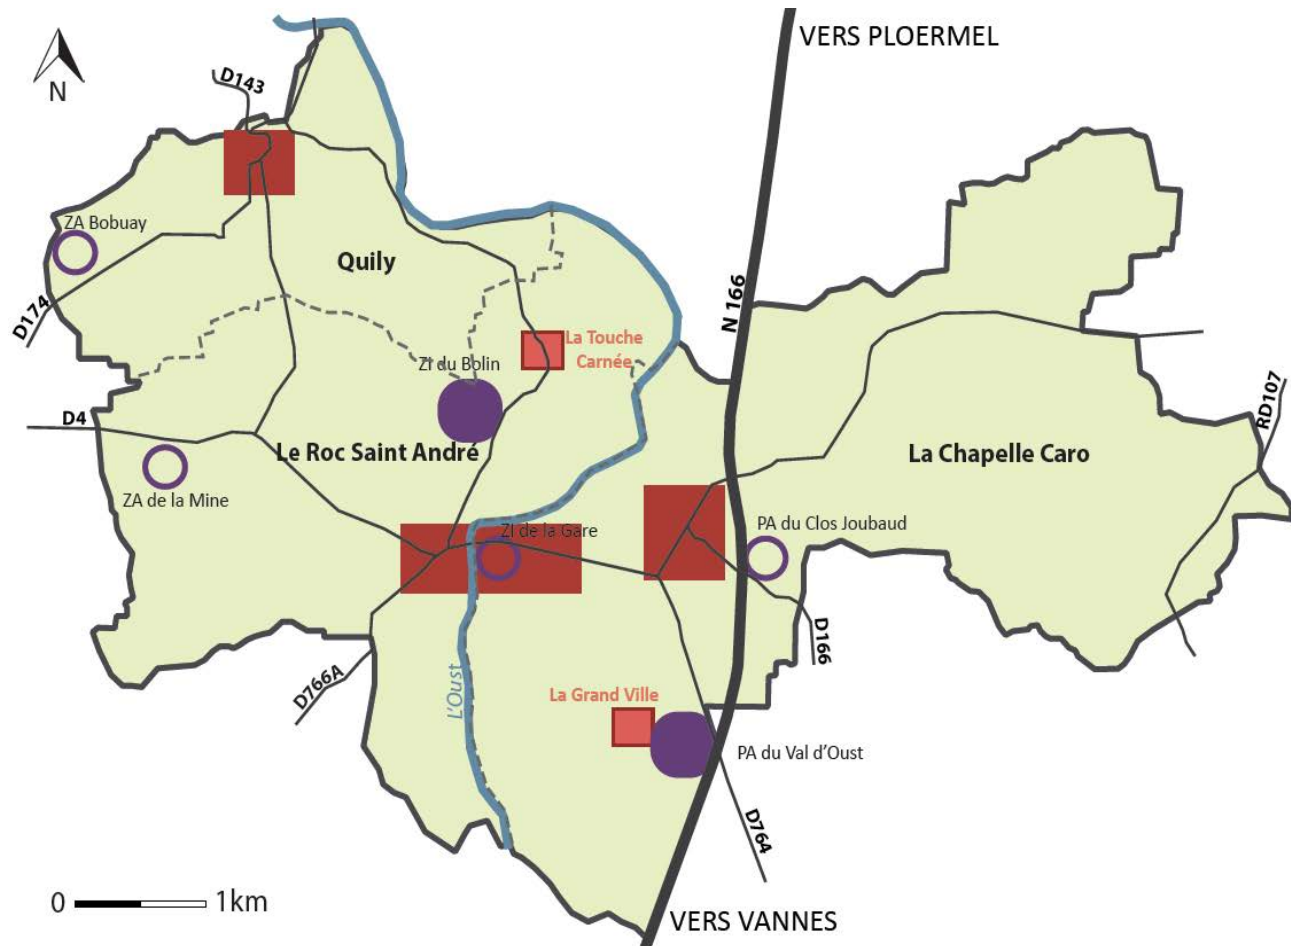 VERS PLOERMEL
N
D143
ZA Bobuay
Quily
D174
N 166
La Touche
Carnée
ZI du Bolin
RD107
D4
Le Roc Saint André
La Chapelle Caro
ZA de la Mine
ZI de la Gare
PA du Clos Joubaud
D166
D766A
L'Oust
La Grand Ville
PA du Val d'Oust
D764
0
1km
VERS VANNES